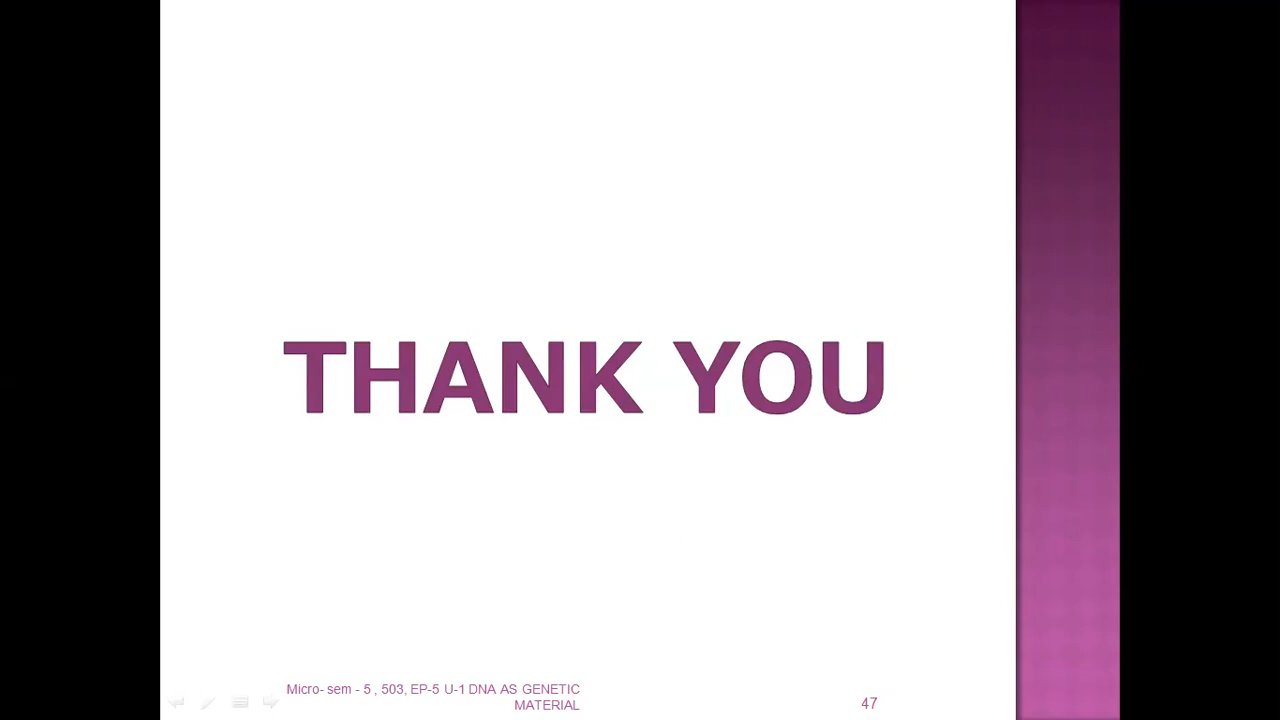 THANK YOU
Micro- sem - 5 , 503, EP-5 U-1 DNA AS GENETIC
MATERIAL
47